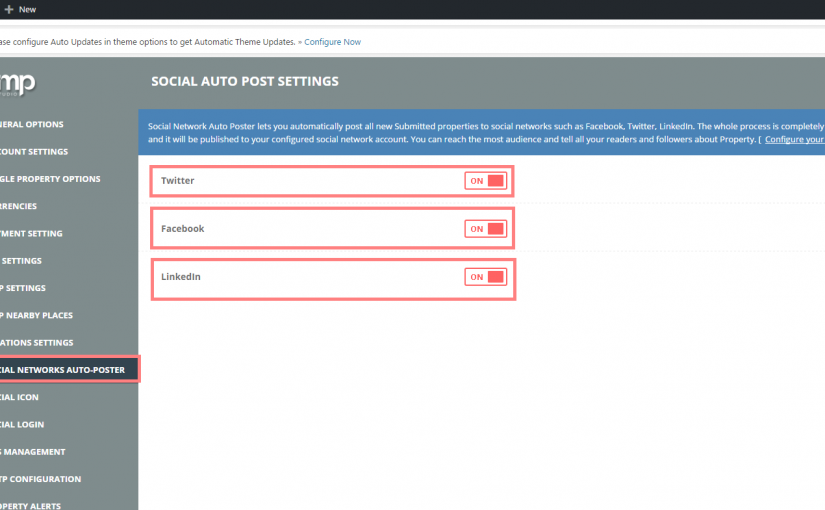 New
ase configure Auto Updates in theme options to get Automatic Theme Updates. » Configure Now
mp
SOCIAL AUTO POST SETTINGS
Social Network Auto Poster lets you automatically post all new Submitted properties to social networks such as Facebook, Twitter, LinkedIn. The whole process is completely
and it will be published to your configured social network account. You can reach the most audience and tell all your readers and followers about Property. [ Configure your
NERAL OPTIONS
COUNT SETTINGS
GLE PROPERTY OPTIONS
RRENCIES
YMENT SETTING
SETTINGS
P SETTINGS
P NEARBY PLACES
ATIONS SETTINGS
CIAL NETWORKS AUTO-POSTER
CIAL ICON
CIAL LOGIN
S MANAGEMENT
TP CONFIGURATION
OPERTY ALERTS
Twitter ON
Facebook ON
LinkedIn ON